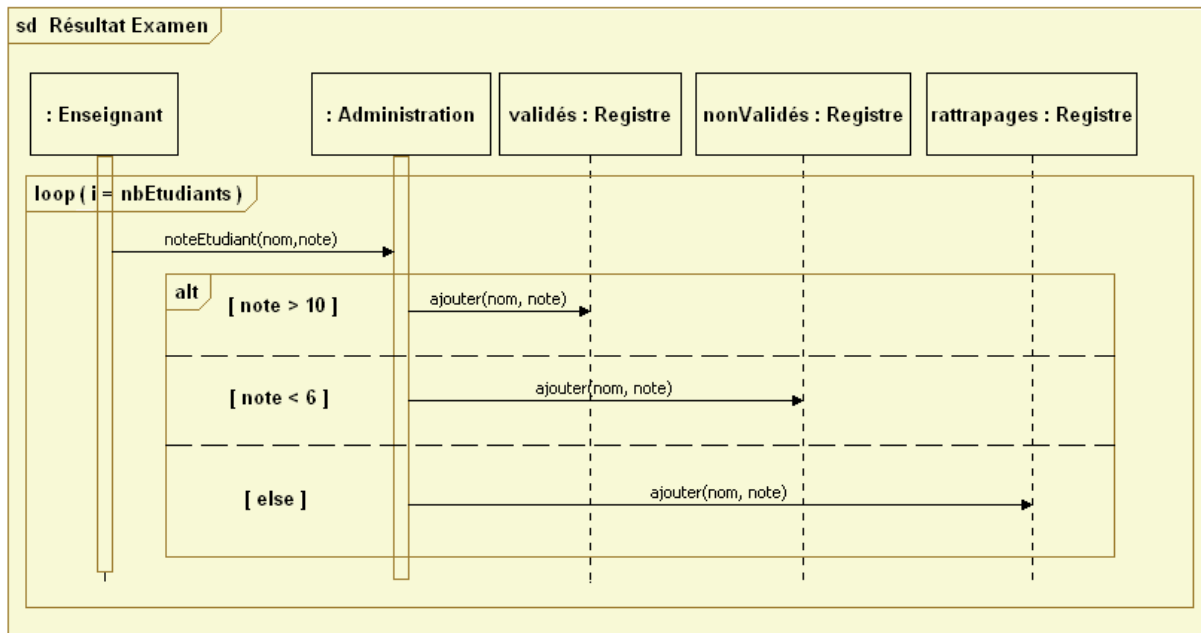 sd Résultat Examen
: Enseignant
: Administration
validés : Registre
nonValidés : Registre
rattrapages : Registre
loop ( i = nbEtudiants )
noteEtudiant(nom,note)
alt
[ note > 10 ]
ajouter(nom, note)
[ note < 6 ]
ajouter(nom, note)
[ else ]
ajouter(nom, note)